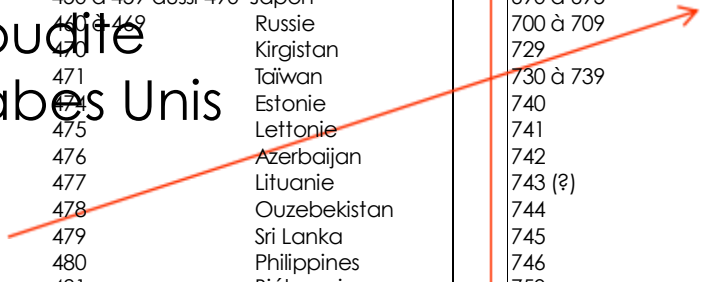 460 à 469 Russie 700 à 709
470 Kirgistan 729
471 Taïwan 730 à 739
474 Estonie 740
475 Lettonie 741
476 Azerbaijan 742
477 Lituanie 743 (?)
478 Ouzebekistan 744
479 Sri Lanka 745
480 Philippines 746
oudite
abes Unis